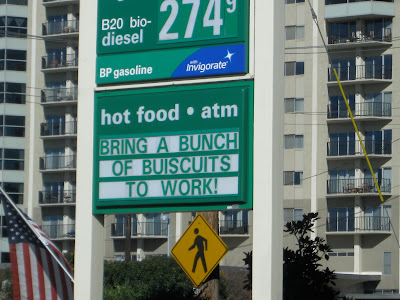 B20 bio-
diesel 274 9
BP gasoline with
Invigorate
hot food • atm
BRING A BUNCH
OF BUISCUITS
TO WORK!